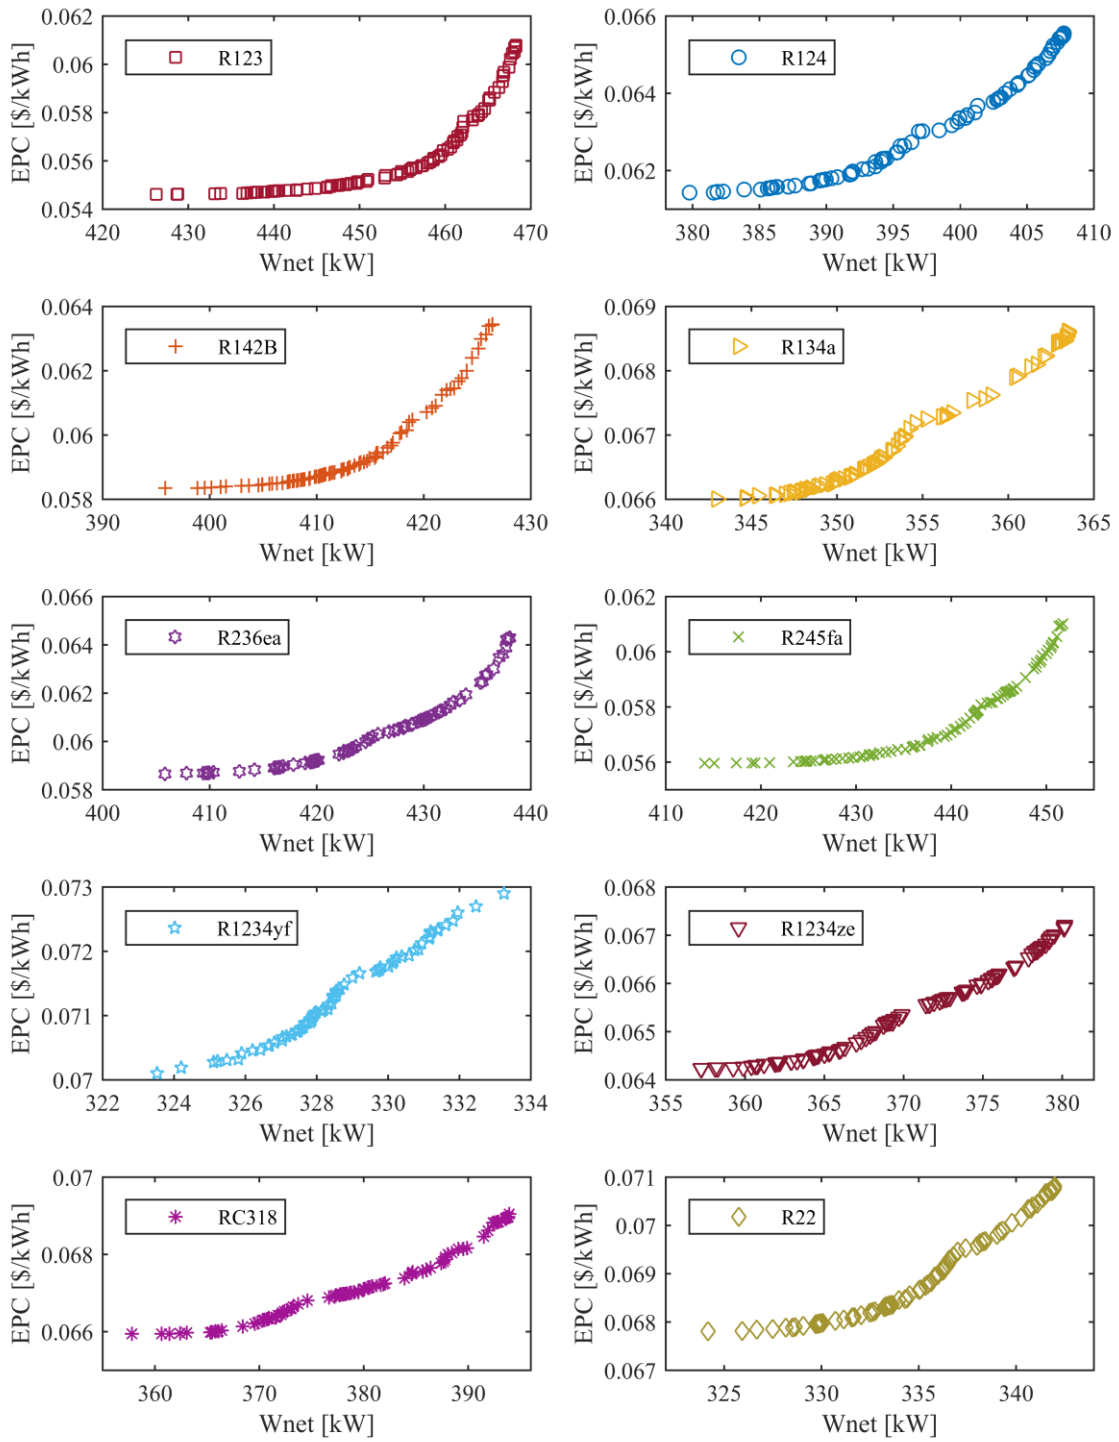 0.062
0.06
0.058
0.056
0.054
EPC [$/kWh]
R123
420 430 440 450 460 470
Wnet [kW]
0.066
0.064
0.062
EPC [$/kWh]
R124
380 385 390 395 400 405 410
Wnet [kW]
0.064
0.062
0.06
0.058
EPC [$/kWh]
R142B
390 400 410 420 430
Wnet [kW]
0.069
0.068
0.067
0.066
EPC [$/kWh]
R134a
340 345 350 355 360 365
Wnet [kW]
0.066
0.064
0.062
0.06
0.058
EPC [$/kWh]
R236ea
400 410 420 430 440
Wnet [kW]
0.062
0.06
0.058
0.056
EPC [$/kWh]
R245fa
410 420 430 440 450
Wnet [kW]
0.073
0.072
0.071
0.07
EPC [$/kWh]
R1234yf
322 324 326 328 330 332 334
Wnet [kW]
0.068
0.067
0.066
0.065
0.064
EPC [$/kWh]
R1234ze
355 360 365 370 375 380
Wnet [kW]
0.07
0.068
0.066
EPC [$/kWh]
RC318
360 370 380 390
Wnet [kW]
0.071
0.07
0.069
0.068
0.067
EPC [$/kWh]
R22
325 330 335 340
Wnet [kW]